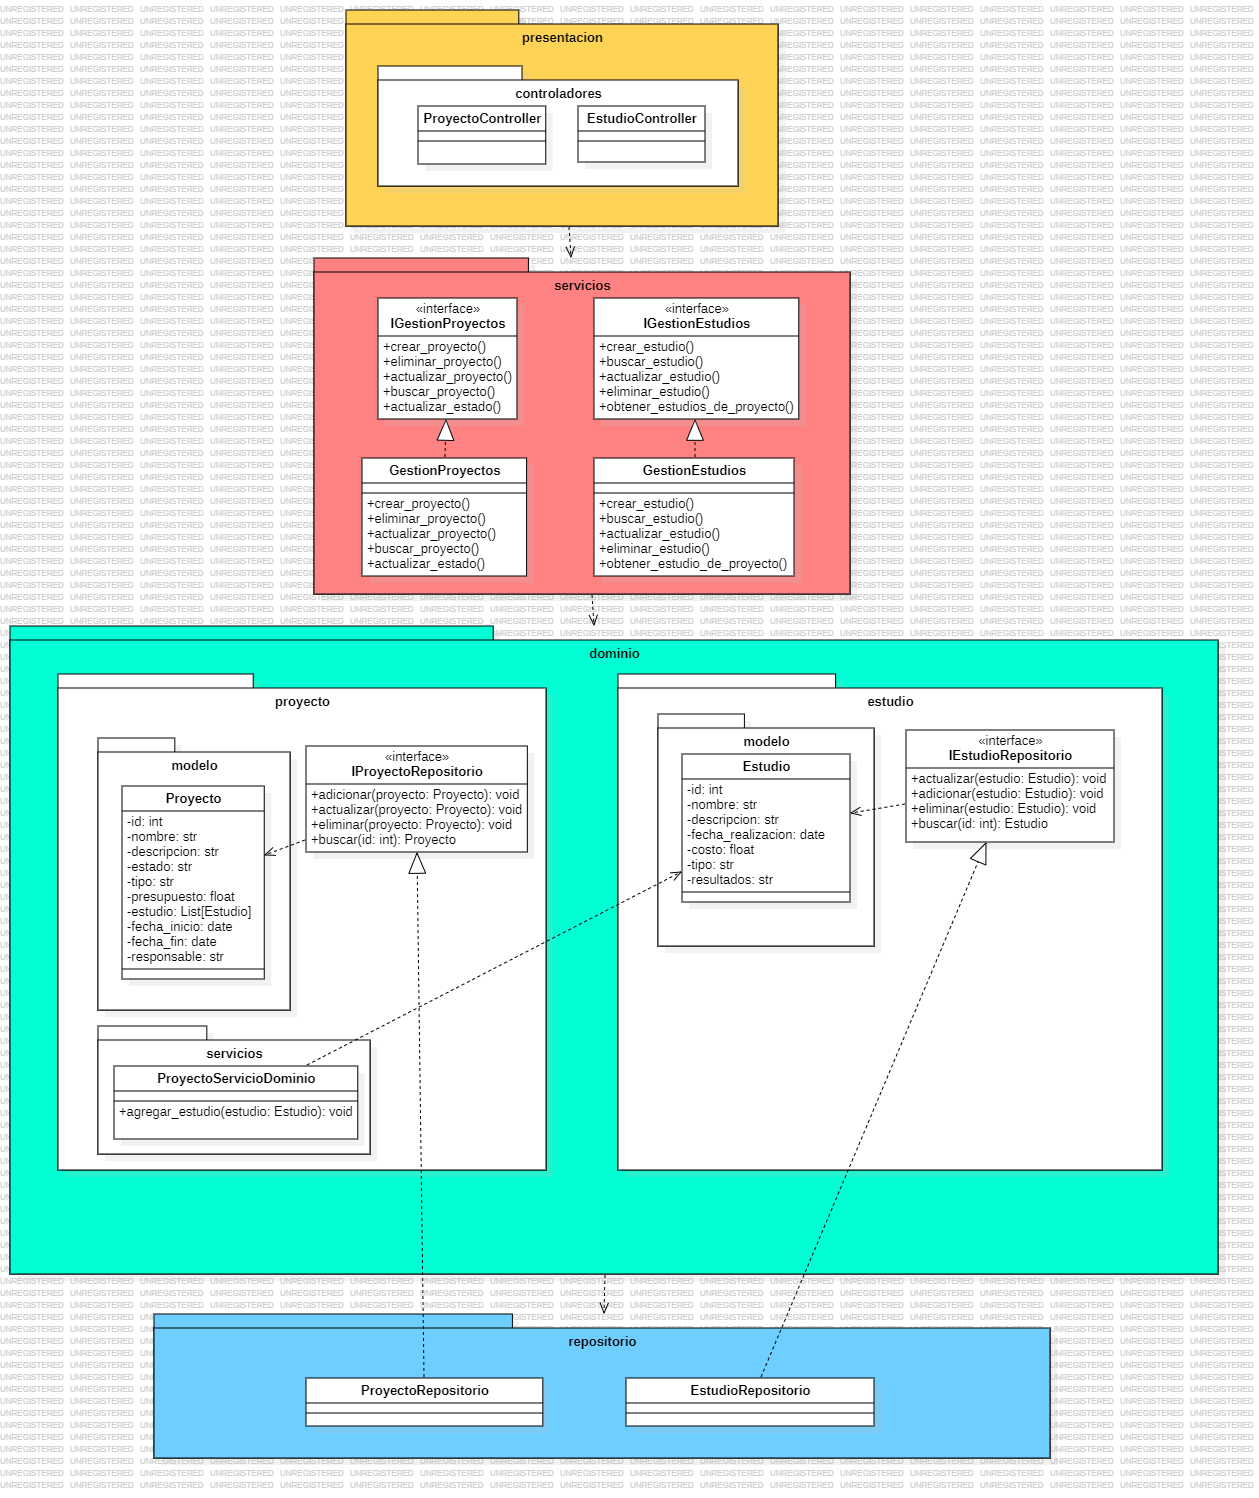 presentacion
controladores
ProyectoController
EstudioController
servicios
«interface»
IGestionProyectos
+crear_proyecto()
+eliminar_proyecto()
+actualizar_proyecto()
+buscar_proyecto()
+actualizar_estado()
«interface»
IGestionEstudios
+crear_estudio()
+buscar_estudio()
+actualizar_estudio()
+eliminar_estudio()
+obtener_estudios_de_proyecto()
GestionProyectos
+crear_proyecto()
+eliminar_proyecto()
+actualizar_proyecto()
+buscar_proyecto()
+actualizar_estado()
GestionEstudios
+crear_estudio()
+buscar_estudio()
+actualizar_estudio()
+eliminar_estudio()
+obtener_estudio_de_proyecto()
dominio
proyecto
modelo
Proyecto
-id: int
-nombre: str
-descripcion: str
-estado: str
-tipo: str
-presupuesto: float
-estudio: List[Estudio]
-fecha_inicio: date
-fecha_fin: date
-responsable: str
«interface»
IProyectoRepositorio
+adicionar(proyecto: Proyecto): void
+actualizar(proyecto: Proyecto): void
+eliminar(proyecto: Proyecto): void
+buscar(id: int): Proyecto
servicios
ProyectoServicioDominio
+agregar_estudio(estudio: Estudio): void
estudio
modelo
Estudio
-id: int
-nombre: str
-descripcion: str
-fecha_realizacion: date
-costo: float
-tipo: str
-resultados: str
«interface»
IEstudioRepositorio
+actualizar(estudio: Estudio): void
+adicionar(estudio: Estudio): void
+eliminar(estudio: Estudio): void
+buscar(id: int): Estudio
repositorio
ProyectoRepositorio
EstudioRepositorio
UNREGISTERED